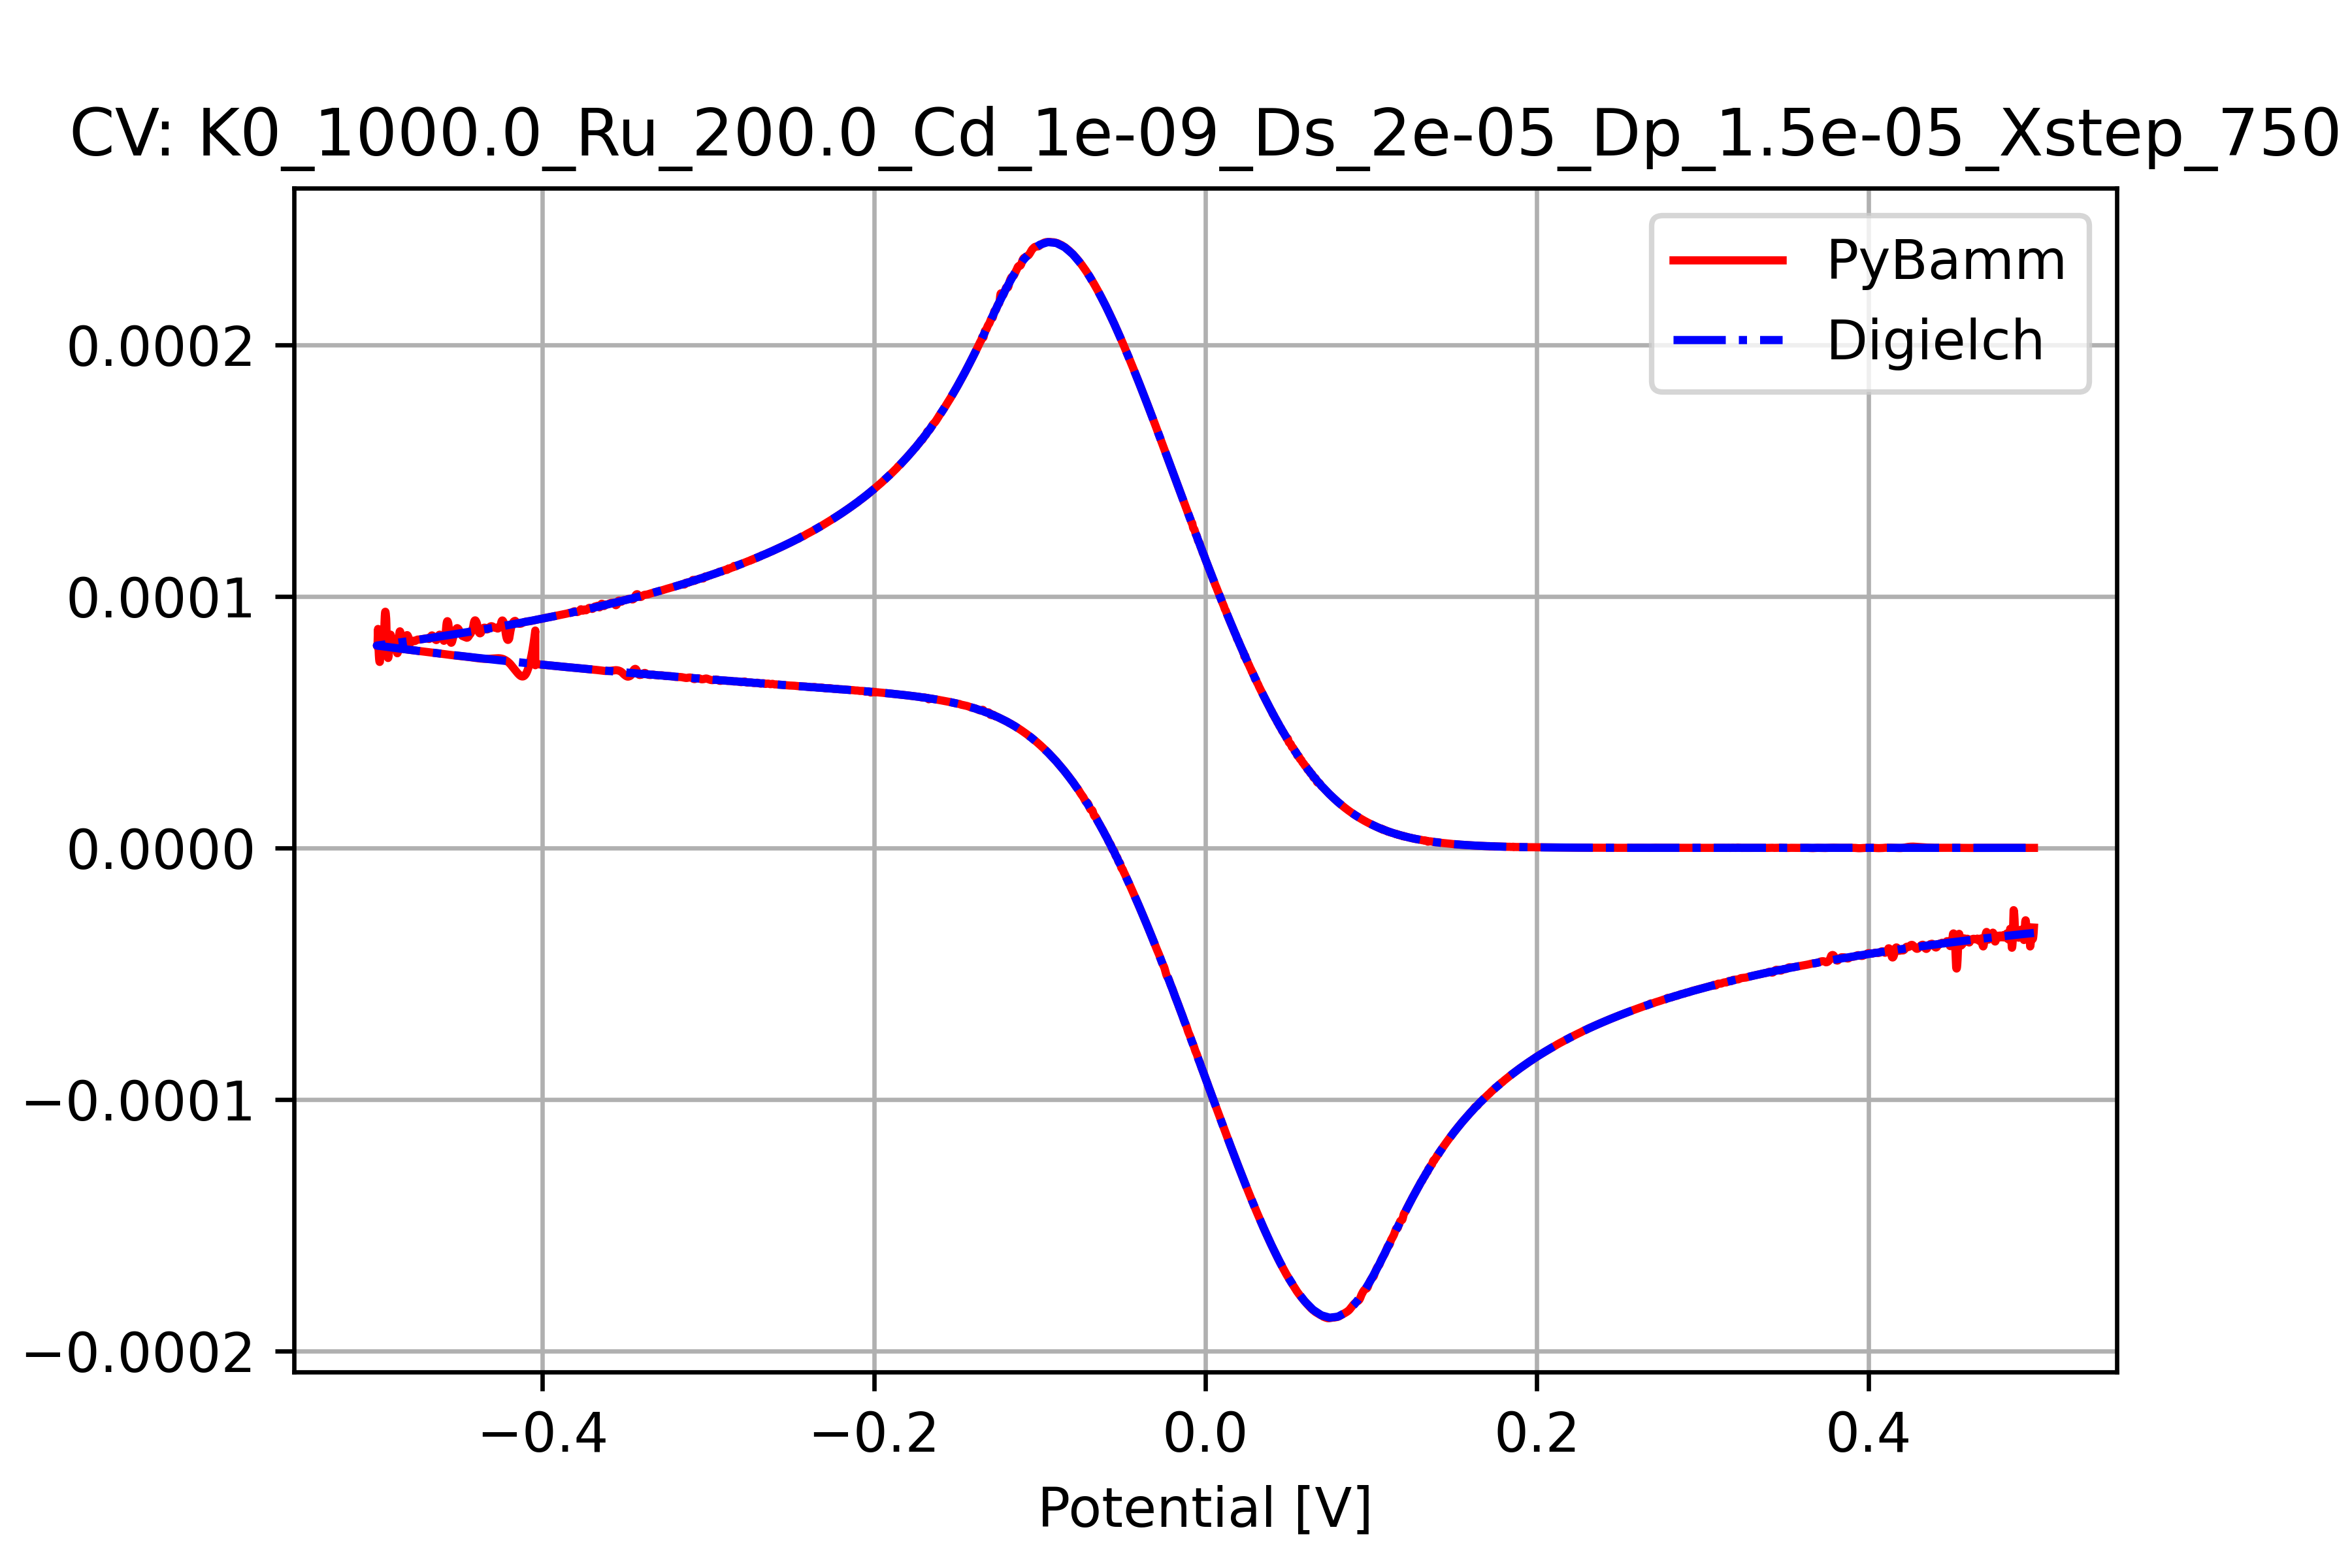 CV: K0_1000.0_Ru_200.0_Cd_1e-09_Ds_2e-05_Dp_1.5e-05_Xstep_750
PyBamm
Digielch
0.0002
0.0001
0.0000
−0.0001
−0.0002
−0.4
−0.2
0.0
0.2
0.4
Potential [V]